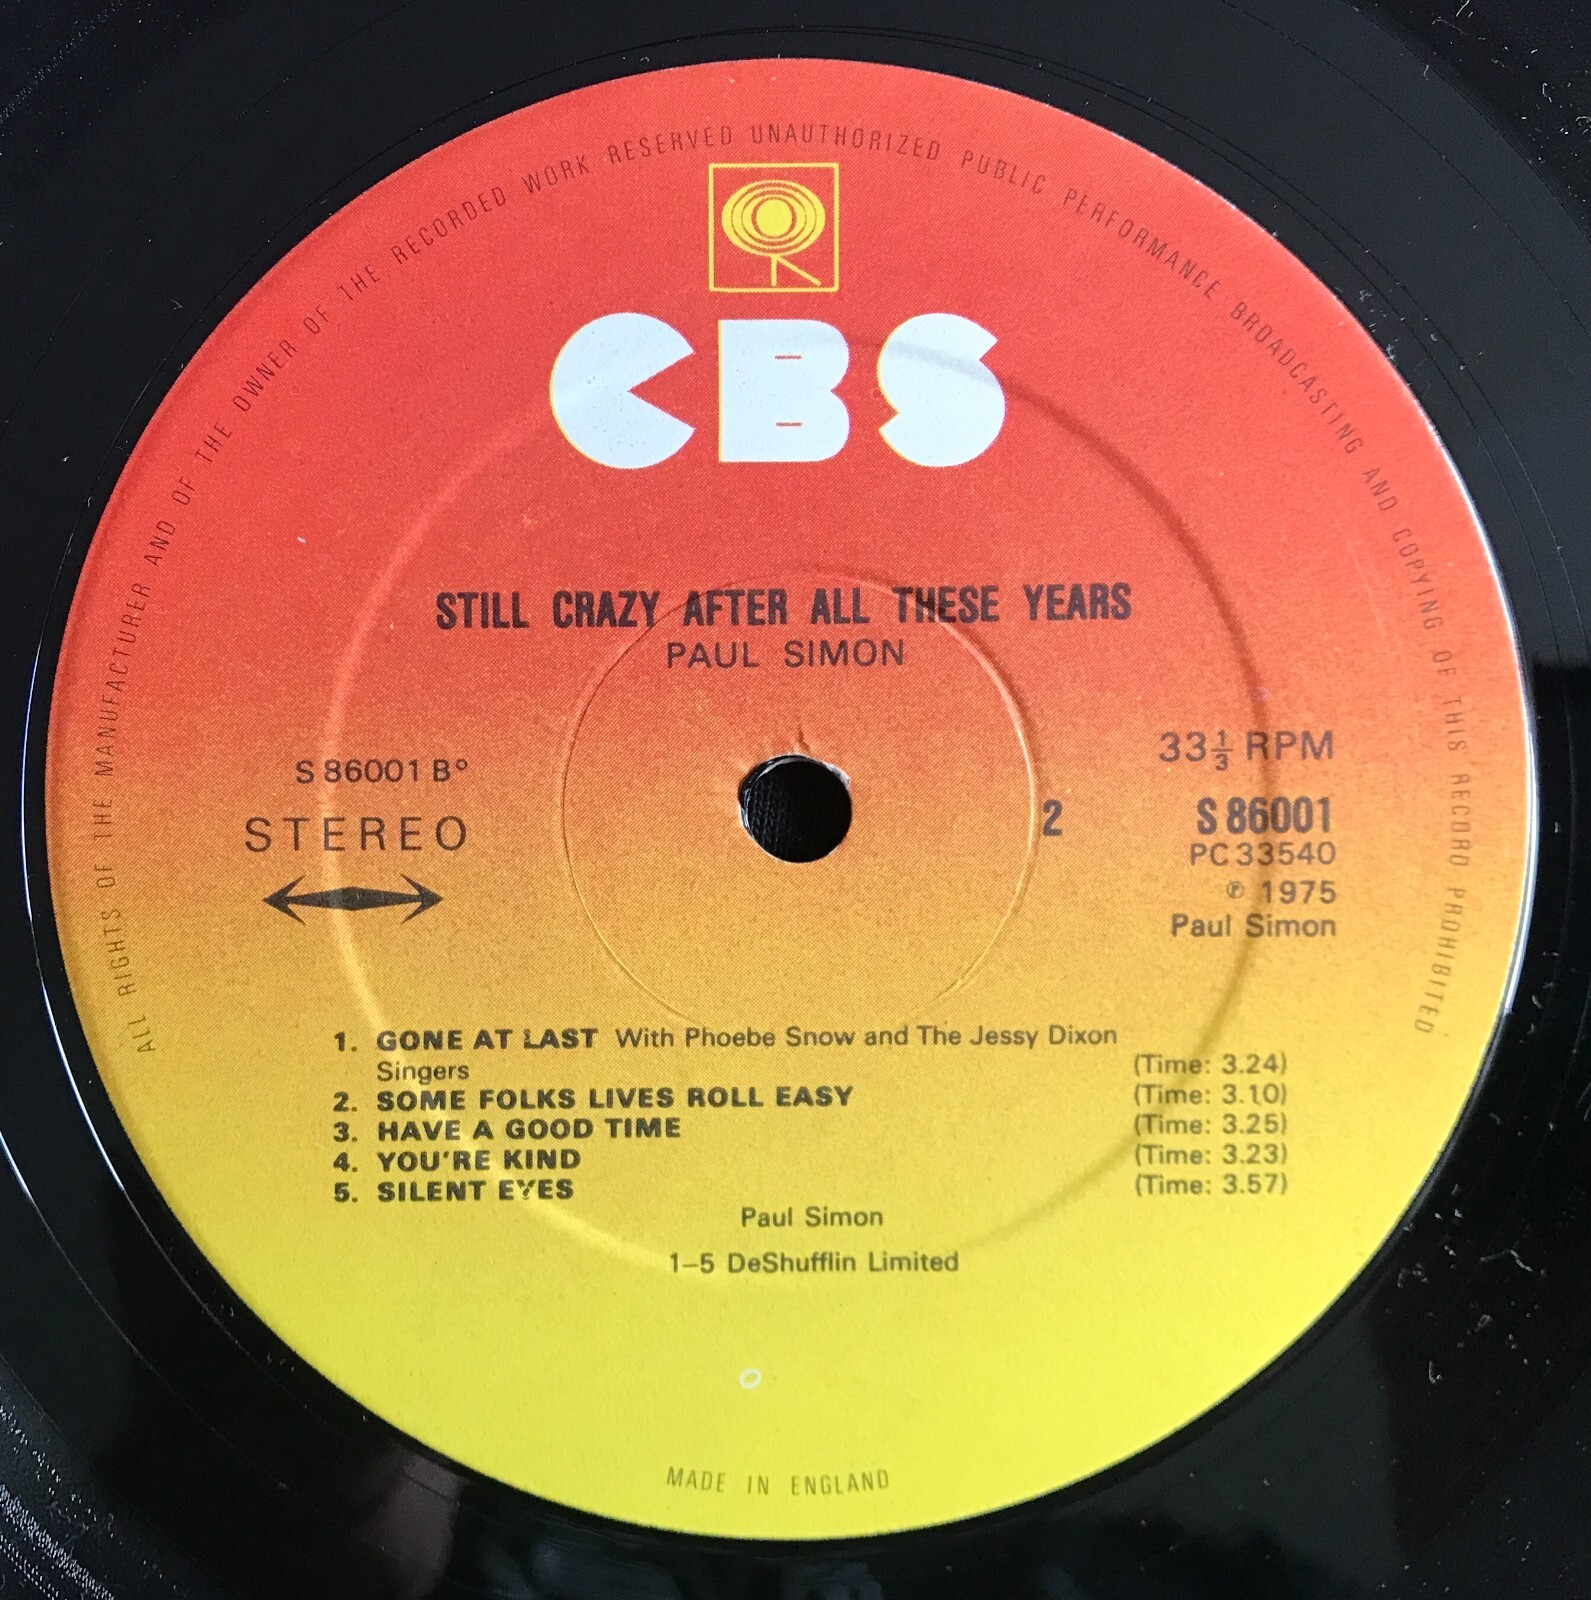 ALL RIGHTS OF THE MANUFACTURER AND OF THE OWNER OF THE RECORDED WORK RESERVED UNAUTHORIZED PUBLIC PERFORMANCE BROADCASTING AND COPYING OF THIS RECORD PROHIBITED
CBS
STILL CRAZY AFTER ALL THESE YEARS
PAUL SIMON
S 86001 B°
STEREO
33⅓ RPM
2 S 86001
PC 33540
℗ 1975
Paul Simon
1. GONE AT LAST With Phoebe Snow and The Jessy Dixon
Singers (Time: 3.24)
2. SOME FOLKS LIVES ROLL EASY (Time: 3.10)
3. HAVE A GOOD TIME (Time: 3.25)
4. YOU'RE KIND (Time: 3.23)
5. SILENT EYES (Time: 3.57)
Paul Simon
1–5 DeShufflin Limited
MADE IN ENGLAND